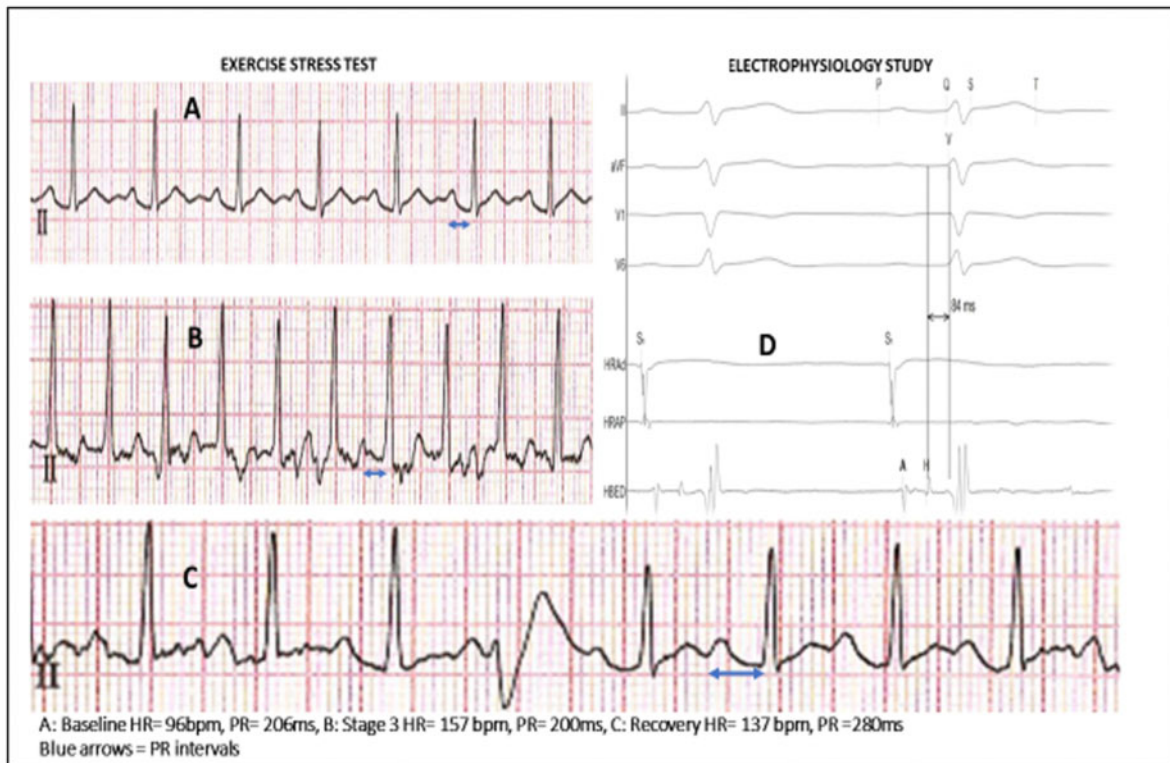 EXERCISE STRESS TEST
A
II
B
II
ELECTROPHYSIOLOGY STUDY
P Q S T
II
V
aVF
V1
V6
84 ms
S S
D
HRAd
HRAP
A H
HBED
C
II
A: Baseline HR= 96bpm, PR= 206ms, B: Stage 3 HR= 157 bpm, PR= 200ms, C: Recovery HR= 137 bpm, PR =280ms
Blue arrows = PR intervals